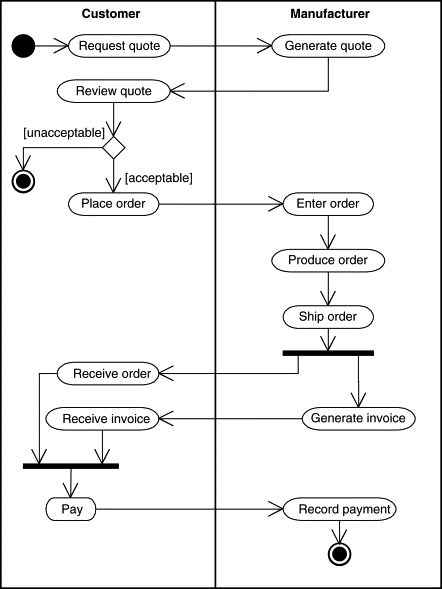 Customer
Manufacturer
Request quote
Generate quote
Review quote
[unacceptable]
[acceptable]
Place order
Enter order
Produce order
Ship order
Receive order
Receive invoice
Generate invoice
Pay
Record payment